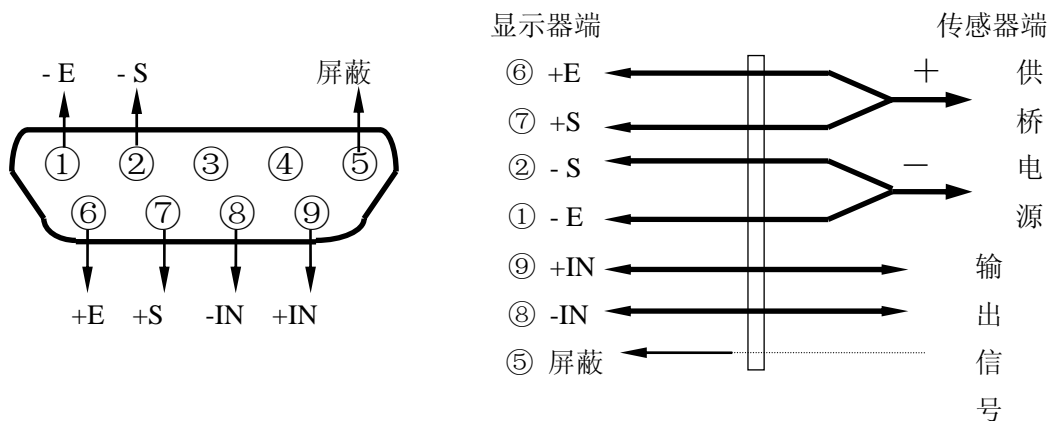 显示器端 传感器端
- E - S 屏蔽
① ② ③ ④ ⑤
⑥ ⑦ ⑧ ⑨
+E +S -IN +IN
⑥ +E
⑦ +S
② - S
① - E
⑨ +IN
⑧ -IN
⑤ 屏蔽
＋
－
供
桥
电
源
输
出
信
号